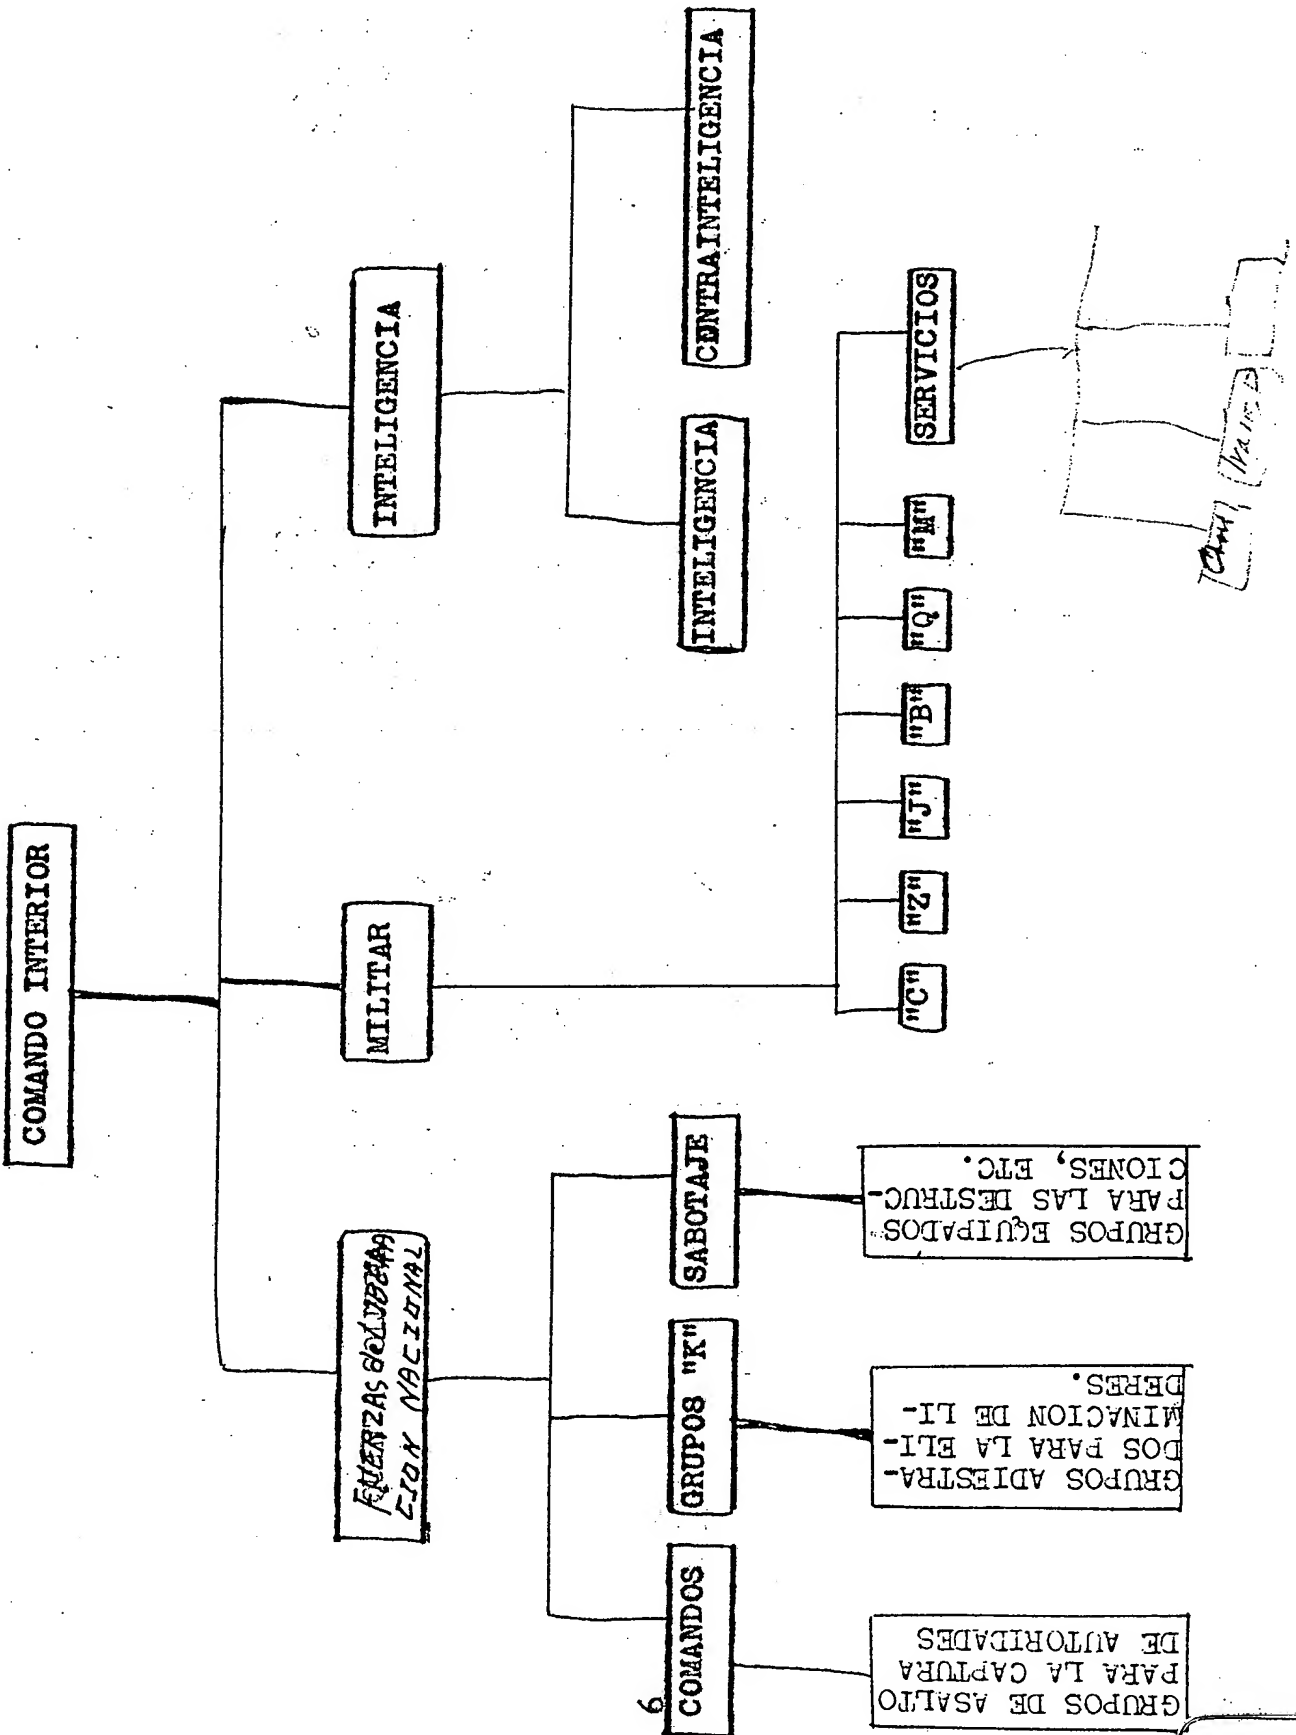 COMANDO INTERIOR
FUERZAS de LIBERA
CION NACIONAL
MILITAR
INTELIGENCIA
6
COMANDOS
GRUPOS "K"
SABOTAJE
INTELIGENCIA
CONTRAINTELIGENCIA
GRUPOS DE ASALTO
PARA LA CAPTURA
DE AUTORIDADES
GRUPOS ADIESTRA-
DOS PARA LA ELI-
MINACION DE LI-
DERES.
GRUPOS EQUIPADOS
PARA LAS DESTRUC-
CIONES, ETC.
"C"
"Z"
"J"
"B"
"Q"
"M"
SERVICIOS